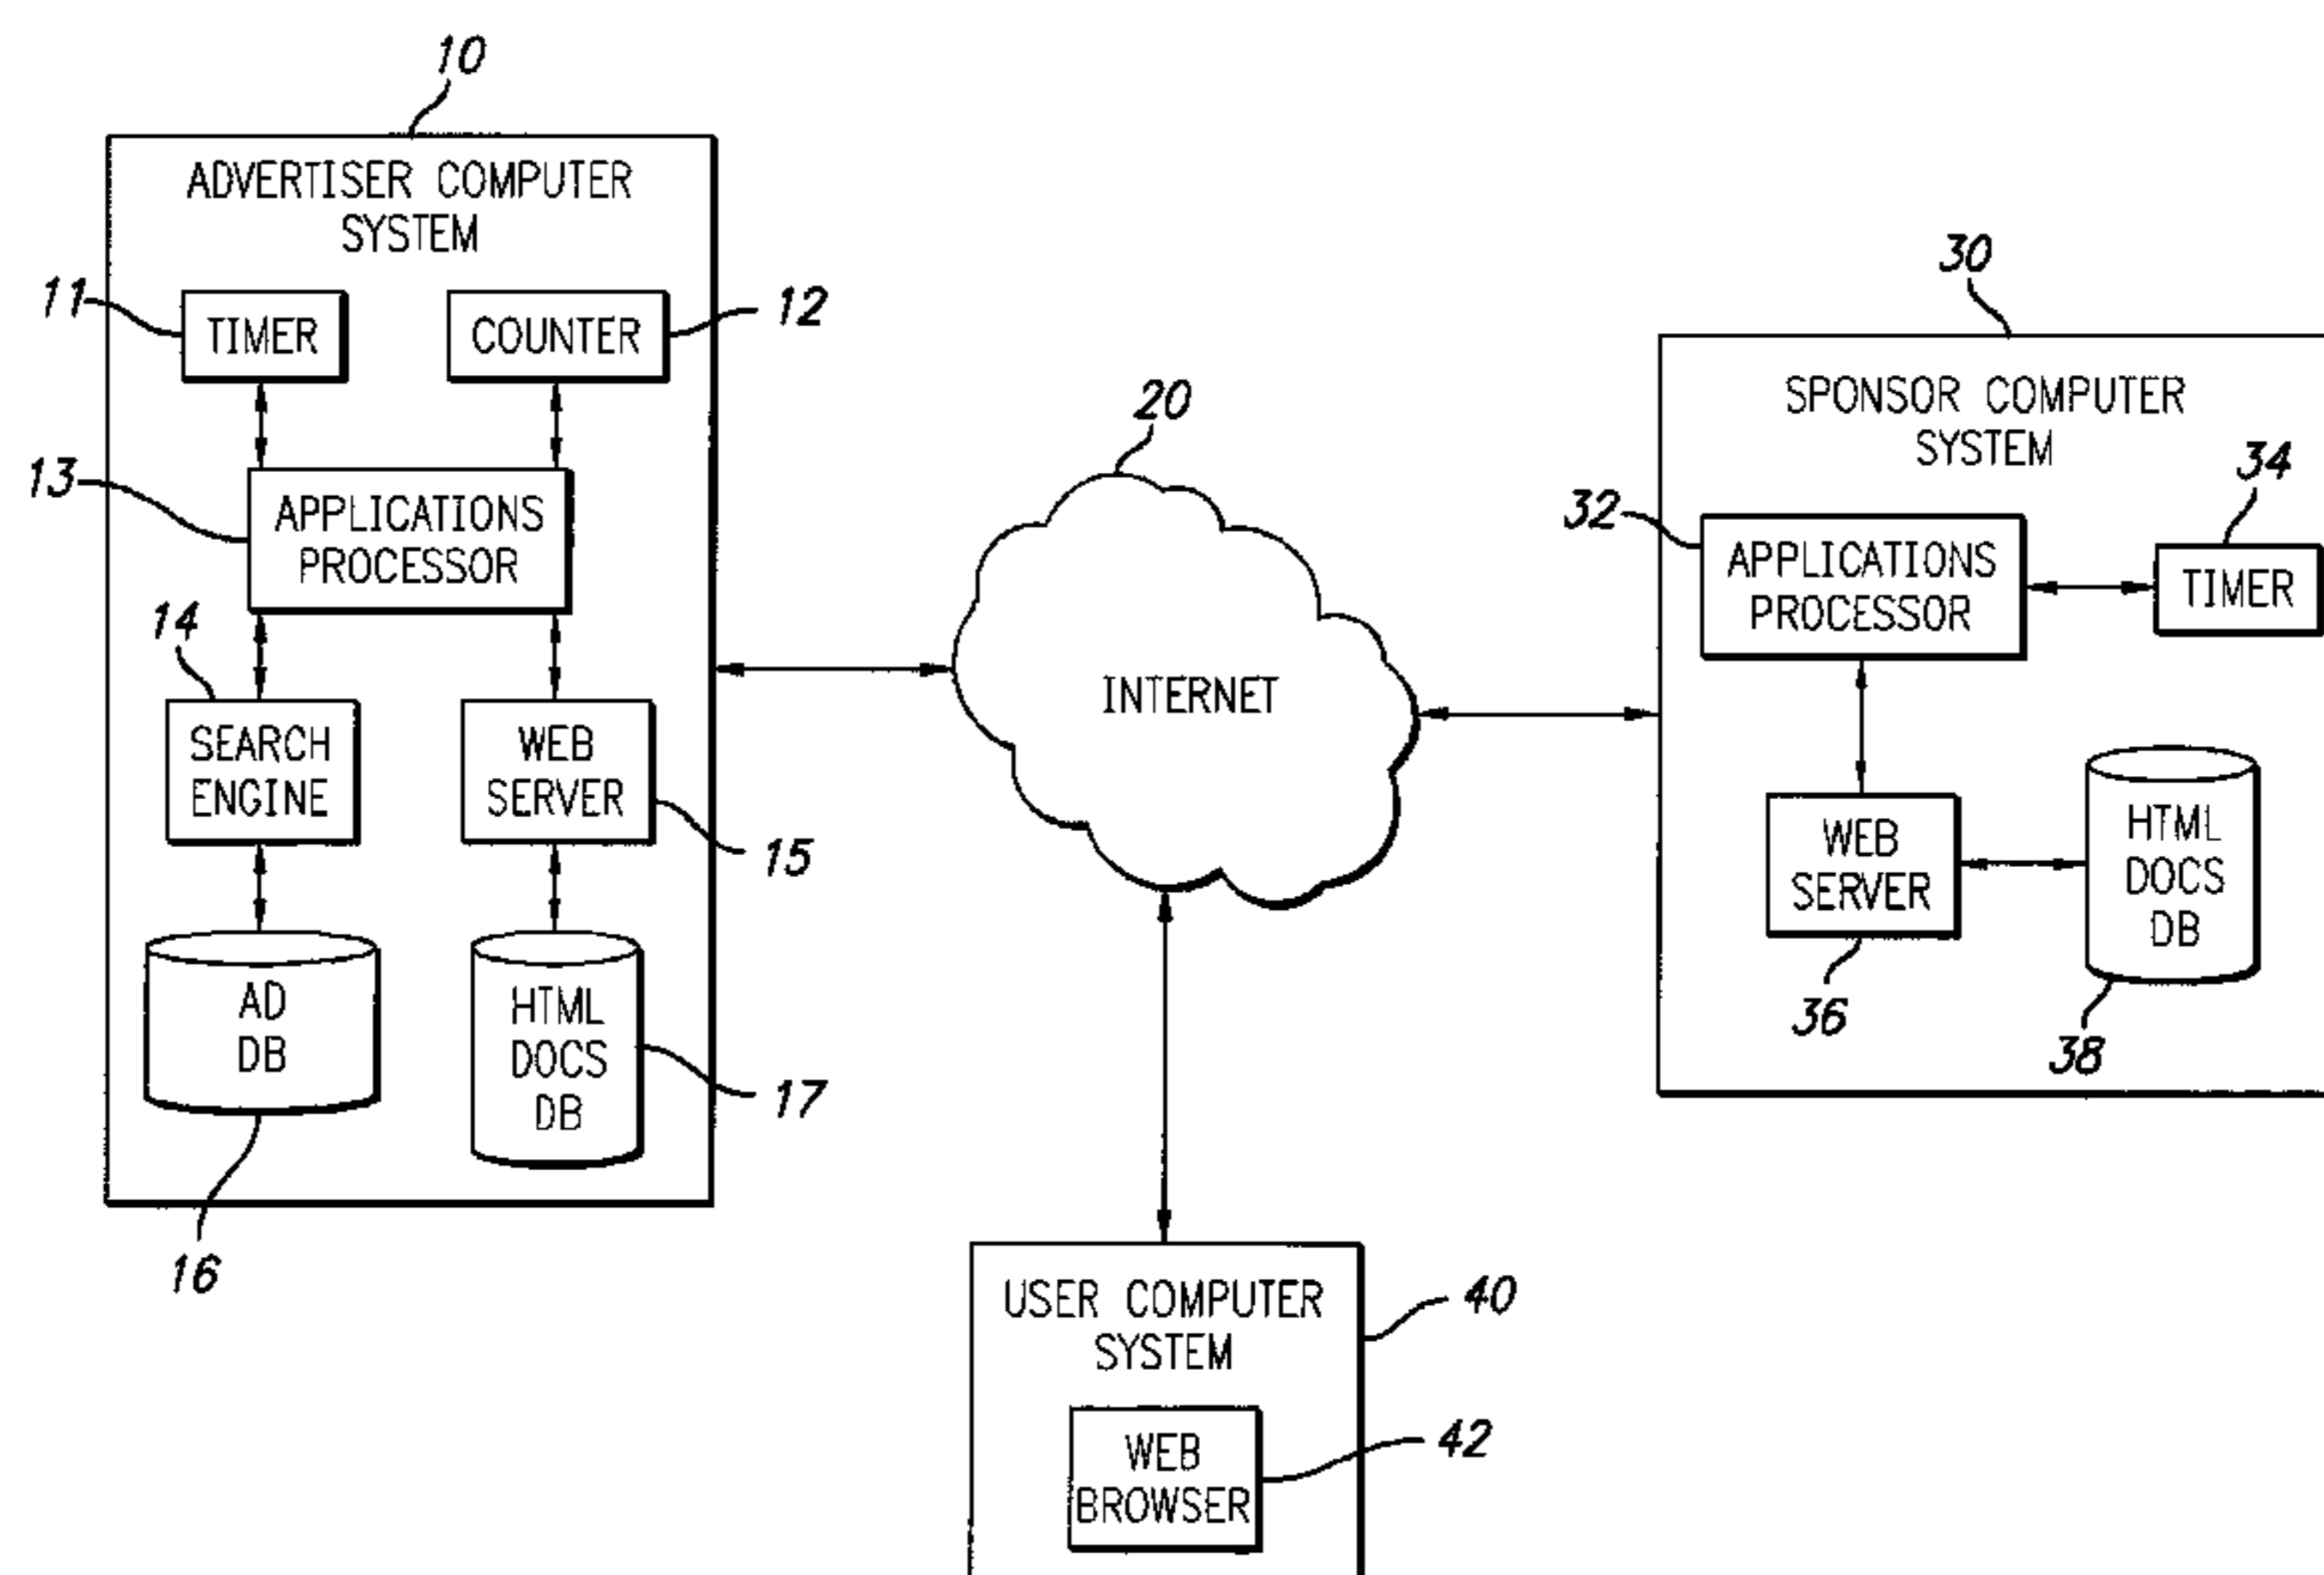 10
ADVERTISER COMPUTER
SYSTEM
11
TIMER
COUNTER
12
13
APPLICATIONS
PROCESSOR
14
SEARCH
ENGINE
WEB
SERVER
15
AD
DB
HTML
DOCS
DB
17
16
20
INTERNET
30
SPONSOR COMPUTER
SYSTEM
34
32
APPLICATIONS
PROCESSOR
TIMER
WEB
SERVER
HTML
DOCS
DB
36
38
USER COMPUTER
SYSTEM
40
WEB
BROWSER
42